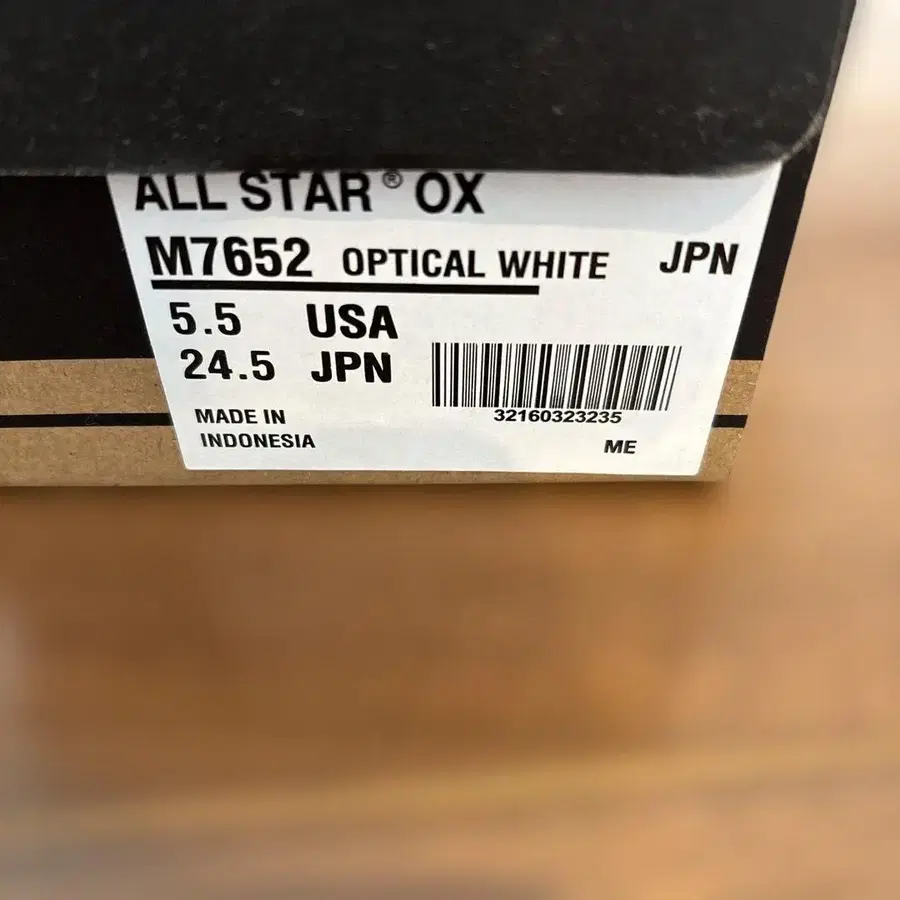 ALL STAR® OX
M7652 OPTICAL WHITE JPN
5.5 USA
24.5 JPN
32160323235
MADE IN
INDONESIA
ME